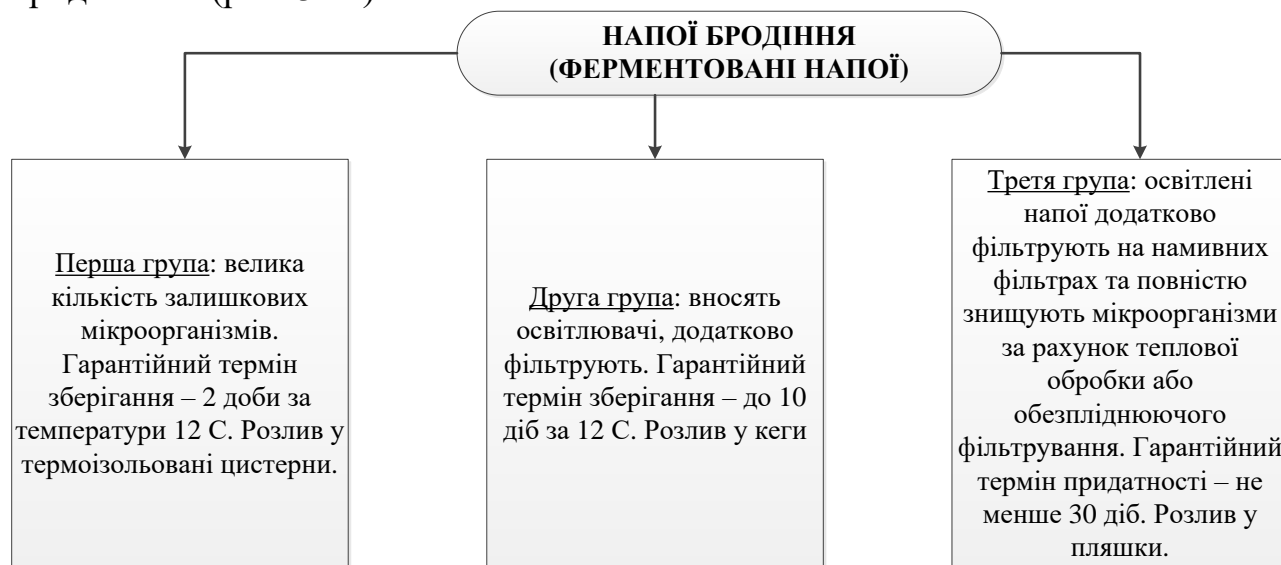 НАПОЇ БРОДІННЯ
(ФЕРМЕНТОВАНІ НАПОЇ)
Перша група: велика
кількість залишкових
мікроорганізмів.
Гарантійний термін
зберігання – 2 доби за
температури 12 С. Розлив у
термоізольовані цистерни.
Друга група: вносять
освітлювачі, додатково
фільтрують. Гарантійний
термін зберігання – до 10
діб за 12 С. Розлив у кеги
Третя група: освітлені
напої додатково
фільтрують на намивних
фільтрах та повністю
знищують мікроорганізми
за рахунок теплової
обробки або
обезпліднюючого
фільтрування. Гарантійний
термін придатності – не
менше 30 діб. Розлив у
пляшки.